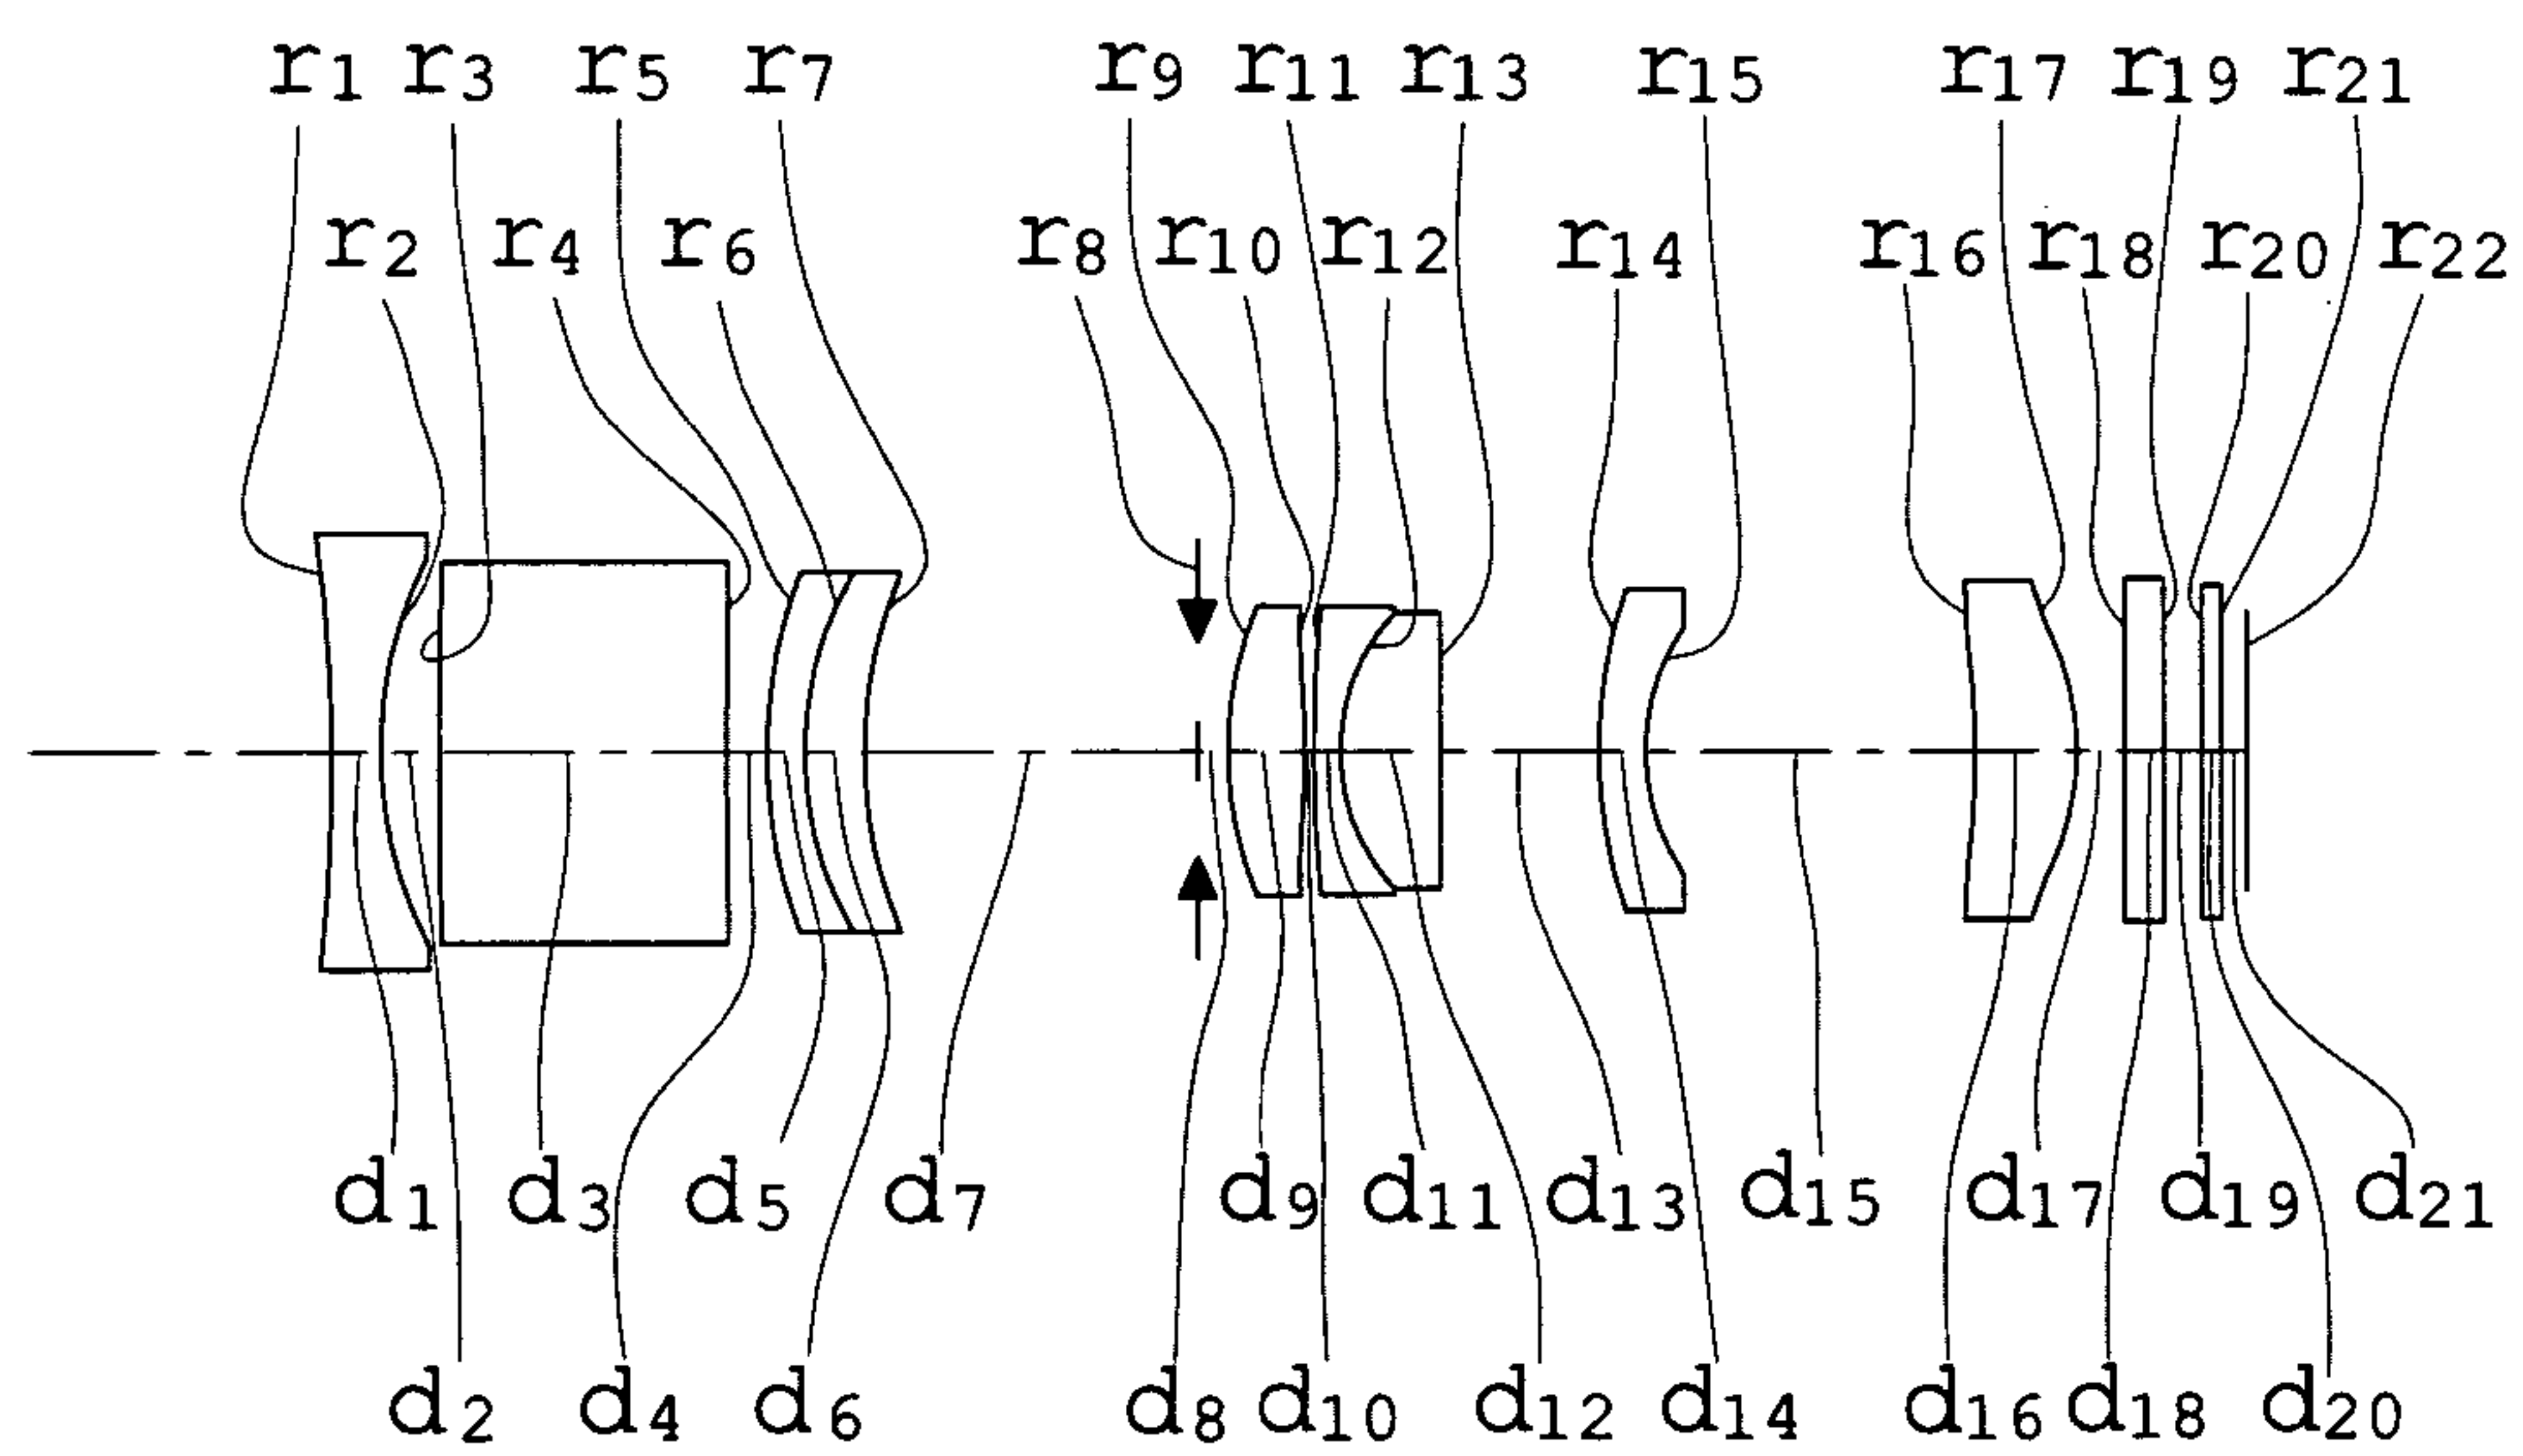 r1 r3 r5 r7 r9 r11 r13 r15 r17 r19 r21
r2 r4 r6 r8 r10 r12 r14 r16 r18 r20 r22
d1 d3 d5 d7 d9 d11 d13 d15 d17 d19 d21
d2 d4 d6 d8 d10 d12 d14 d16 d18 d20